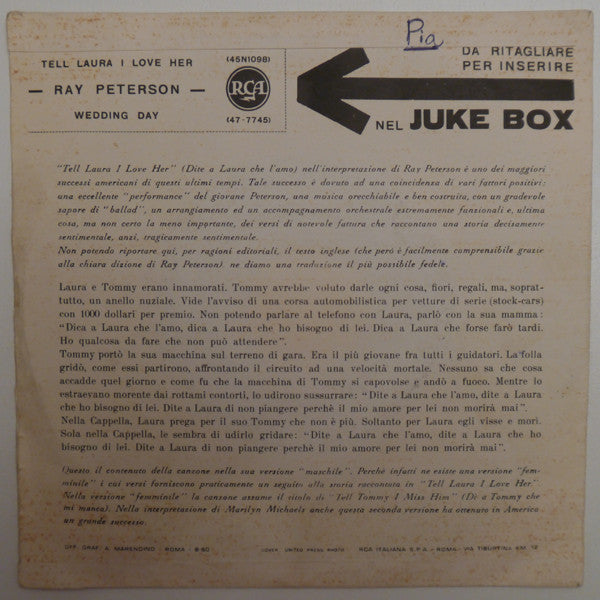 Pia
TELL LAURA I LOVE HER
— RAY PETERSON —
WEDDING DAY
(45N1098)
RCA
(47-7745)
DA RITAGLIARE
PER INSERIRE
NEL JUKE BOX
"Tell Laura I Love Her" (Dite a Laura che l'amo) nell'interpretazione di Ray Peterson è uno dei maggiori
successi americani di questi ultimi tempi. Tale successo è dovuto ad una coincidenza di vari fattori positivi:
una eccellente "performance" del giovane Peterson, una musica orecchiabile e ben costruita, con un gradevole
sapore di "ballad", un arrangiamento ed un accompagnamento orchestrale estremamente funzionali e, ultima
cosa, ma non certo la meno importante, dei versi di notevole fattura che raccontano una storia decisamente
sentimentale, anzi, tragicamente sentimentale.
Non potendo riportare qui, per ragioni editoriali, il testo inglese (che però è facilmente comprensibile grazie
alla chiara dizione di Ray Peterson) ne diamo una traduzione il più possibile fedele.
Laura e Tommy erano innamorati. Tommy avrebbe voluto darle ogni cosa, fiori, regali, ma, soprat-
tutto, un anello nuziale. Vide l'avviso di una corsa automobilistica per vetture di serie (stock-cars)
con 1000 dollari per premio. Non potendo parlare al telefono con Laura, parlò con la sua mamma:
"Dica a Laura che l'amo, dica a Laura che ho bisogno di lei. Dica a Laura che forse farò tardi.
Ho qualcosa da fare che non può attendere".
Tommy portò la sua macchina sul terreno di gara. Era il più giovane fra tutti i guidatori. La folla
gridò, come essi partirono, affrontando il circuito ad una velocità mortale. Nessuno sa che cosa
accadde quel giorno e come fu che la macchina di Tommy si capovolse e andò a fuoco. Mentre lo
estraevano morente dai rottami contorti, lo udirono sussurrare: "Dite a Laura che l'amo, dite a Laura
che ho bisogno di lei. Dite a Laura di non piangere perchè il mio amore per lei non morirà mai".
Nella Cappella, Laura prega per il suo Tommy che non è più. Soltanto per Laura egli visse e morì.
Sola nella Cappella, le sembra di udirlo gridare: "Dite a Laura che l'amo, dite a Laura che ho
bisogno di lei. Dite a Laura di non piangere perchè il mio amore per lei non morirà mai".
Questo il contenuto della canzone nella sua versione "maschile". Perchè infatti ne esiste una versione "fem-
minile" i cui versi forniscono praticamente un seguito alla storia raccontata in "Tell Laura I Love Her".
Nella versione "femminile" la canzone assume il titolo di "Tell Tommy I Miss Him" (Dì a Tommy che
mi manca). Nella interpretazione di Marilyn Michaels anche questa seconda versione ha ottenuto in America
un grande successo.
OFF. GRAF. A. MARENDINO - ROMA - 9-60
COVER: UNITED PRESS PHOTO
RCA ITALIANA S.P.A. - ROMA - VIA TIBURTINA KM. 12